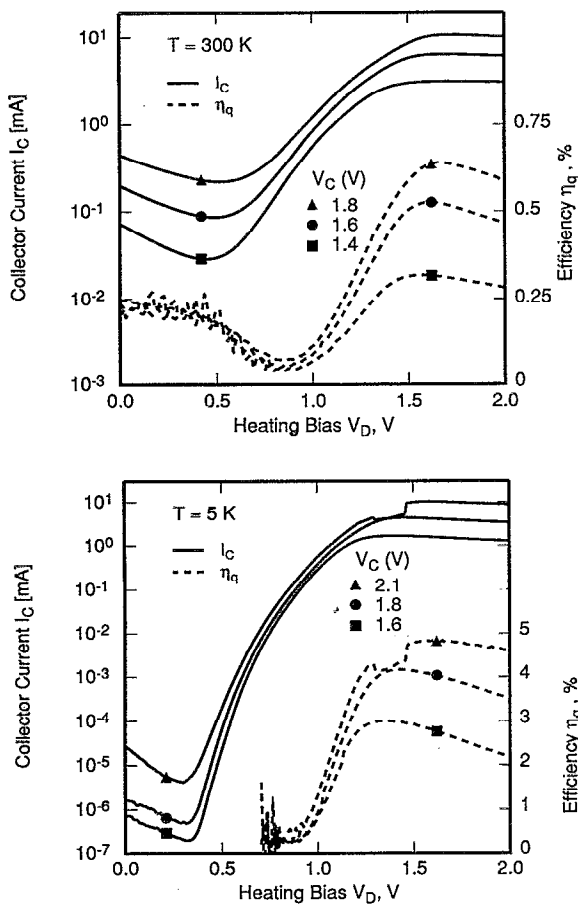 T = 300 K
I_C
η_q
V_C (V)
1.8
1.6
1.4
10^1
10^0
10^-1
10^-2
10^-3
Collector Current I_C [mA]
0.75
0.5
0.25
0
Efficiency η_q, %
0.0 0.5 1.0 1.5 2.0
Heating Bias V_D, V
T = 5 K
I_C
η_q
V_C (V)
2.1
1.8
1.6
10^1
10^0
10^-1
10^-2
10^-3
10^-4
10^-5
10^-6
10^-7
Collector Current I_C [mA]
5
4
3
2
1
0
Efficiency η_q, %
0.0 0.5 1.0 1.5 2.0
Heating Bias V_D, V